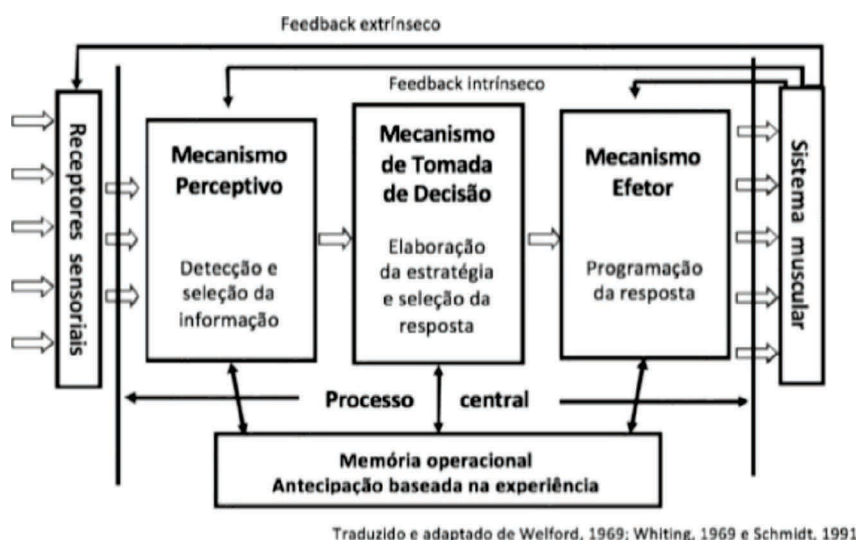 Feedback extrínseco
Feedback intrínseco
Receptores sensoriais
Mecanismo
Perceptivo
Detecção e
seleção da
informação
Mecanismo
de Tomada
de Decisão
Elaboração
da estratégia
e seleção da
resposta
Mecanismo
Efetor
Programação
da resposta
Sistema muscular
Processo central
Memória operacional
Antecipação baseada na experiência
Traduzido e adaptado de Welford, 1969; Whiting, 1969 e Schmidt, 1991